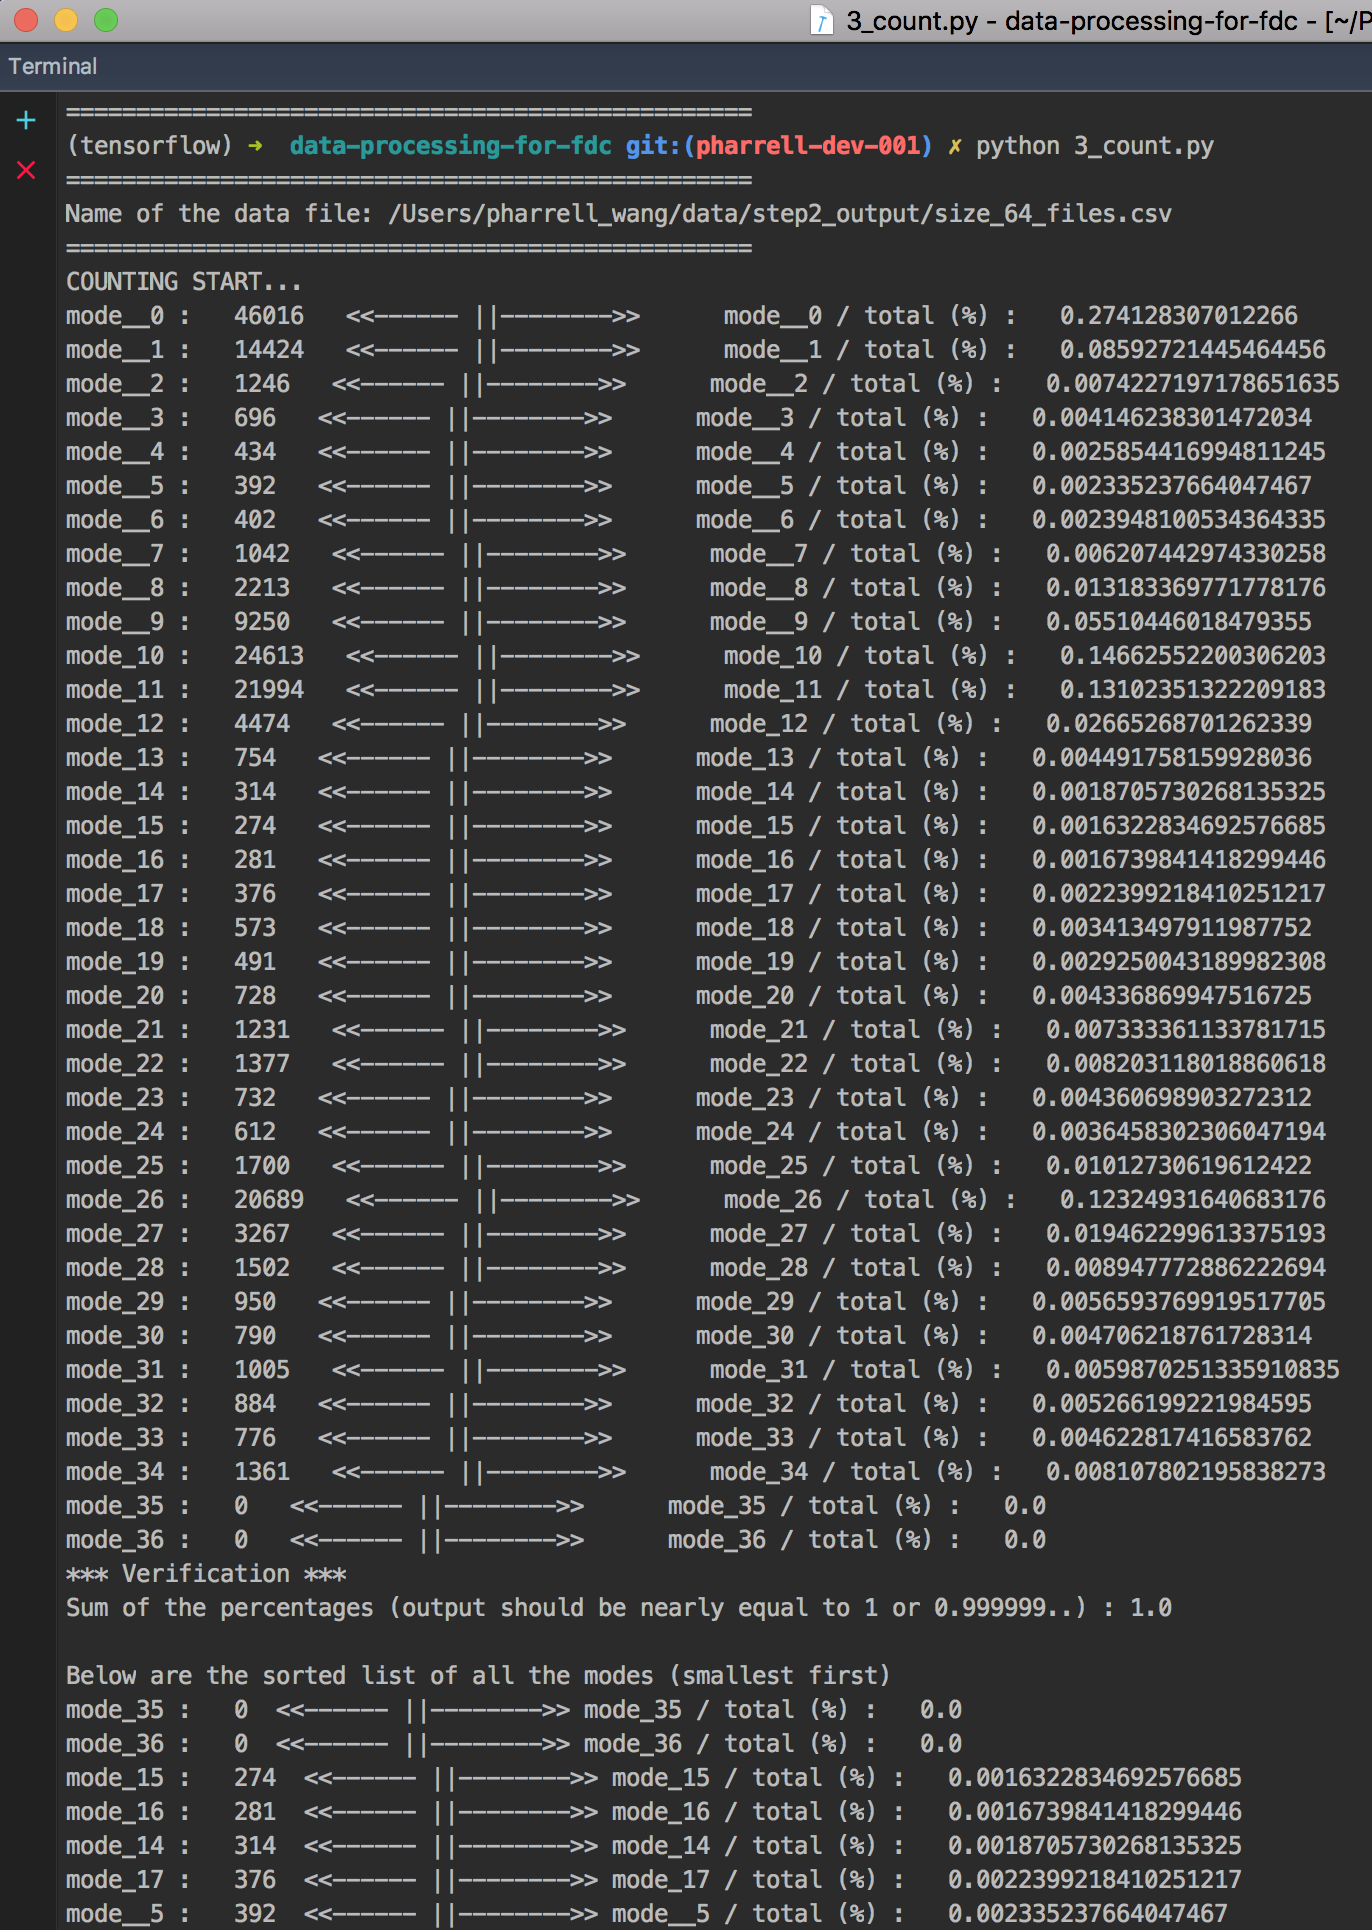 3_count.py - data-processing-for-fdc - [~/P
Terminal
=================================================
(tensorflow) ➜  data-processing-for-fdc git:(pharrell-dev-001) ✗ python 3_count.py
=================================================
Name of the data file: /Users/pharrell_wang/data/step2_output/size_64_files.csv
=================================================
COUNTING START...
mode__0 :   46016   <<------ ||-------->>      mode__0 / total (%) :   0.274128307012266
mode__1 :   14424   <<------ ||-------->>      mode__1 / total (%) :   0.08592721445464456
mode__2 :   1246   <<------ ||-------->>      mode__2 / total (%) :   0.0074227197178651635
mode__3 :   696   <<------ ||-------->>      mode__3 / total (%) :   0.004146238301472034
mode__4 :   434   <<------ ||-------->>      mode__4 / total (%) :   0.0025854416994811245
mode__5 :   392   <<------ ||-------->>      mode__5 / total (%) :   0.002335237664047467
mode__6 :   402   <<------ ||-------->>      mode__6 / total (%) :   0.0023948100534364335
mode__7 :   1042   <<------ ||-------->>      mode__7 / total (%) :   0.006207442974330258
mode__8 :   2213   <<------ ||-------->>      mode__8 / total (%) :   0.013183369771778176
mode__9 :   9250   <<------ ||-------->>      mode__9 / total (%) :   0.05510446018479355
mode_10 :   24613   <<------ ||-------->>      mode_10 / total (%) :   0.14662552200306203
mode_11 :   21994   <<------ ||-------->>      mode_11 / total (%) :   0.13102351322209183
mode_12 :   4474   <<------ ||-------->>      mode_12 / total (%) :   0.02665268701262339
mode_13 :   754   <<------ ||-------->>      mode_13 / total (%) :   0.004491758159928036
mode_14 :   314   <<------ ||-------->>      mode_14 / total (%) :   0.0018705730268135325
mode_15 :   274   <<------ ||-------->>      mode_15 / total (%) :   0.0016322834692576685
mode_16 :   281   <<------ ||-------->>      mode_16 / total (%) :   0.0016739841418299446
mode_17 :   376   <<------ ||-------->>      mode_17 / total (%) :   0.0022399218410251217
mode_18 :   573   <<------ ||-------->>      mode_18 / total (%) :   0.003413497911987752
mode_19 :   491   <<------ ||-------->>      mode_19 / total (%) :   0.0029250043189982308
mode_20 :   728   <<------ ||-------->>      mode_20 / total (%) :   0.004336869947516725
mode_21 :   1231   <<------ ||-------->>      mode_21 / total (%) :   0.007333361133781715
mode_22 :   1377   <<------ ||-------->>      mode_22 / total (%) :   0.008203118018860618
mode_23 :   732   <<------ ||-------->>      mode_23 / total (%) :   0.004360698903272312
mode_24 :   612   <<------ ||-------->>      mode_24 / total (%) :   0.0036458302306047194
mode_25 :   1700   <<------ ||-------->>      mode_25 / total (%) :   0.01012730619612422
mode_26 :   20689   <<------ ||-------->>      mode_26 / total (%) :   0.12324931640683176
mode_27 :   3267   <<------ ||-------->>      mode_27 / total (%) :   0.019462299613375193
mode_28 :   1502   <<------ ||-------->>      mode_28 / total (%) :   0.008947772886222694
mode_29 :   950   <<------ ||-------->>      mode_29 / total (%) :   0.0056593769919517705
mode_30 :   790   <<------ ||-------->>      mode_30 / total (%) :   0.004706218761728314
mode_31 :   1005   <<------ ||-------->>      mode_31 / total (%) :   0.0059870251335910835
mode_32 :   884   <<------ ||-------->>      mode_32 / total (%) :   0.005266199221984595
mode_33 :   776   <<------ ||-------->>      mode_33 / total (%) :   0.004622817416583762
mode_34 :   1361   <<------ ||-------->>      mode_34 / total (%) :   0.008107802195838273
mode_35 :   0   <<------ ||-------->>      mode_35 / total (%) :   0.0
mode_36 :   0   <<------ ||-------->>      mode_36 / total (%) :   0.0
*** Verification ***
Sum of the percentages (output should be nearly equal to 1 or 0.999999..) : 1.0
Below are the sorted list of all the modes (smallest first)
mode_35 :   0  <<------ ||-------->> mode_35 / total (%) :   0.0
mode_36 :   0  <<------ ||-------->> mode_36 / total (%) :   0.0
mode_15 :   274  <<------ ||-------->> mode_15 / total (%) :   0.0016322834692576685
mode_16 :   281  <<------ ||-------->> mode_16 / total (%) :   0.0016739841418299446
mode_14 :   314  <<------ ||-------->> mode_14 / total (%) :   0.0018705730268135325
mode_17 :   376  <<------ ||-------->> mode_17 / total (%) :   0.0022399218410251217
mode__5 :   392  <<------ ||-------->> mode__5 / total (%) :   0.002335237664047467